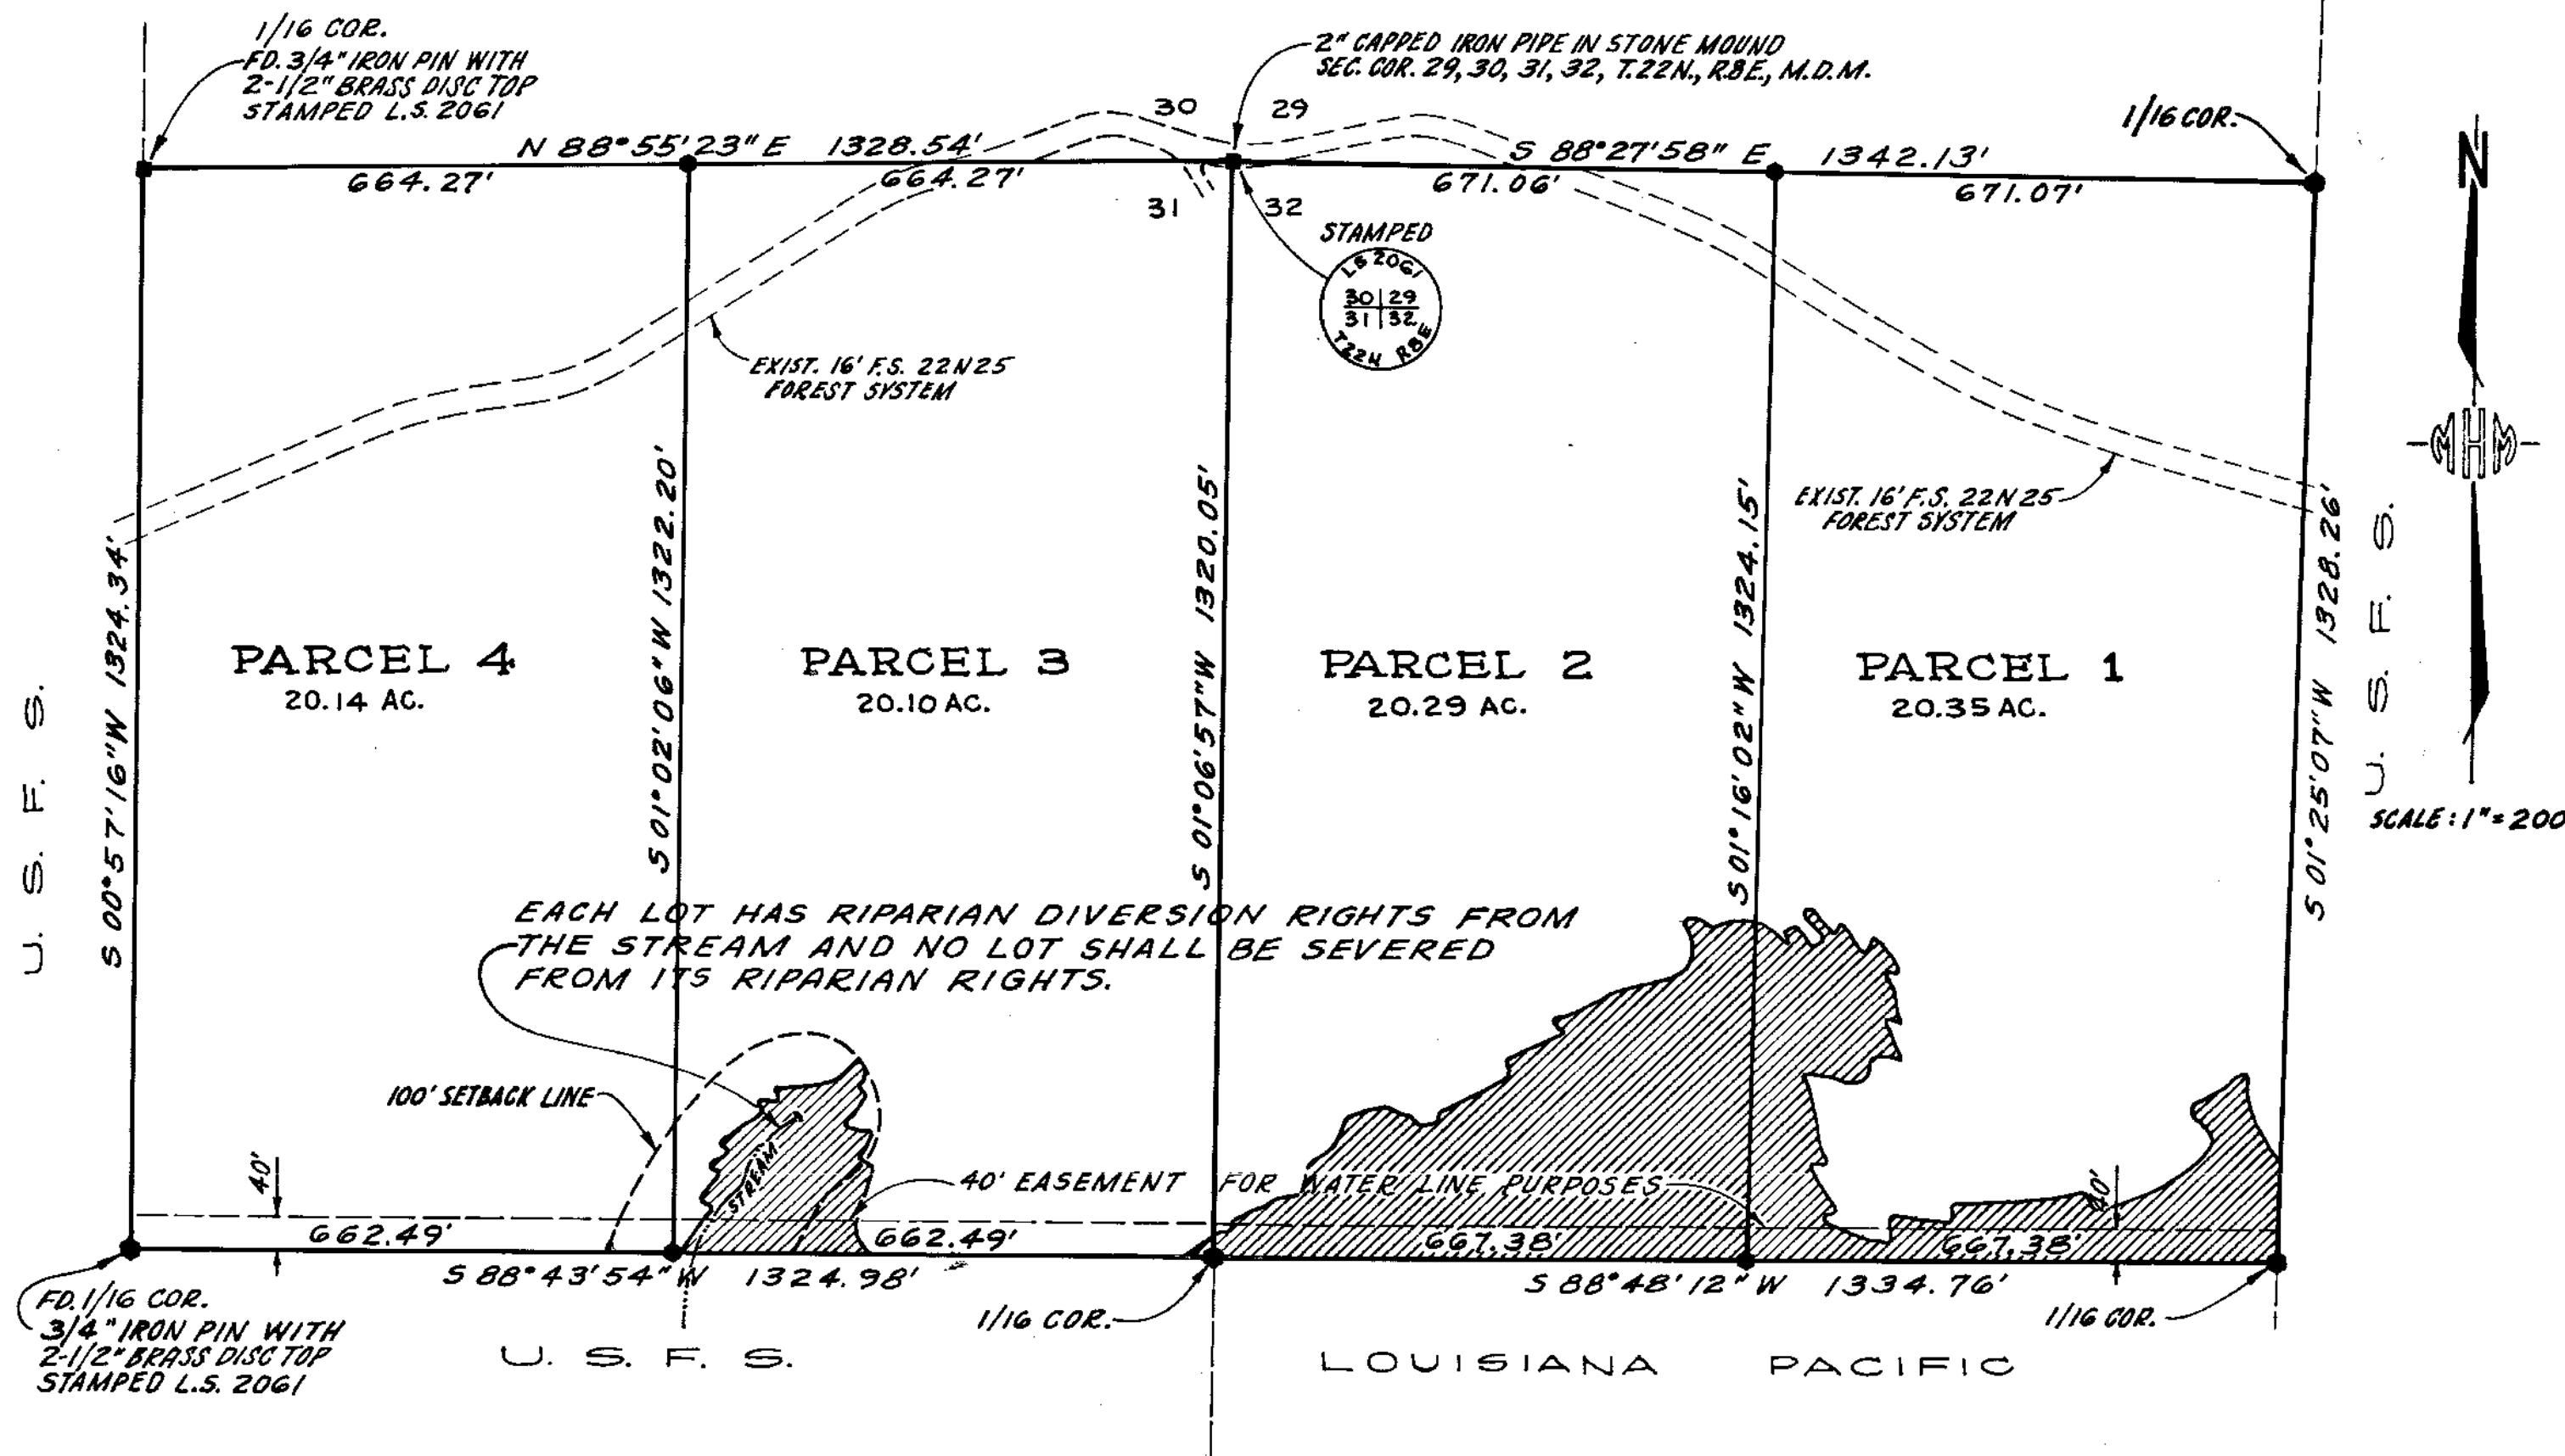 1/16 COR.
FD. 3/4" IRON PIN WITH
2-1/2" BRASS DISC TOP
STAMPED L.S. 2061
2" CAPPED IRON PIPE IN STONE MOUND
SEC. COR. 29, 30, 31, 32, T.22N., R.8E., M.D.M.
1/16 COR.
30 29
N 88°55'23" E 1328.54'
S 88°27'58" E 1342.13'
664.27'
664.27'
671.06'
671.07'
31 32
N
STAMPED
LS 2061
30 29
31 32
T22N R8E
EXIST. 16' F.S. 22N25
FOREST SYSTEM
EXIST. 16' F.S. 22N25
FOREST SYSTEM
MHM
SCALE : 1" = 200
U. S. F. S.
S 00°57'16" W 1324.34'
S 01°02'06" W 1322.20'
S 01°06'57" W 1320.05'
S 01°16'02" W 1324.15'
S 01°25'07" W 1328.26'
U. S. F. S.
PARCEL 4
20.14 AC.
PARCEL 3
20.10 AC.
PARCEL 2
20.29 AC.
PARCEL 1
20.35 AC.
EACH LOT HAS RIPARIAN DIVERSION RIGHTS FROM
THE STREAM AND NO LOT SHALL BE SEVERED
FROM ITS RIPARIAN RIGHTS.
100' SETBACK LINE
STREAM
40'
40' EASEMENT FOR WATER LINE PURPOSES
40'
662.49'
662.49'
667.38'
667.38'
S 88°43'54" W 1324.98'
S 88°48'12" W 1334.76'
FD. 1/16 COR.
3/4" IRON PIN WITH
2-1/2" BRASS DISC TOP
STAMPED L.S. 2061
1/16 COR.
1/16 COR.
U. S. F. S.
LOUISIANA PACIFIC